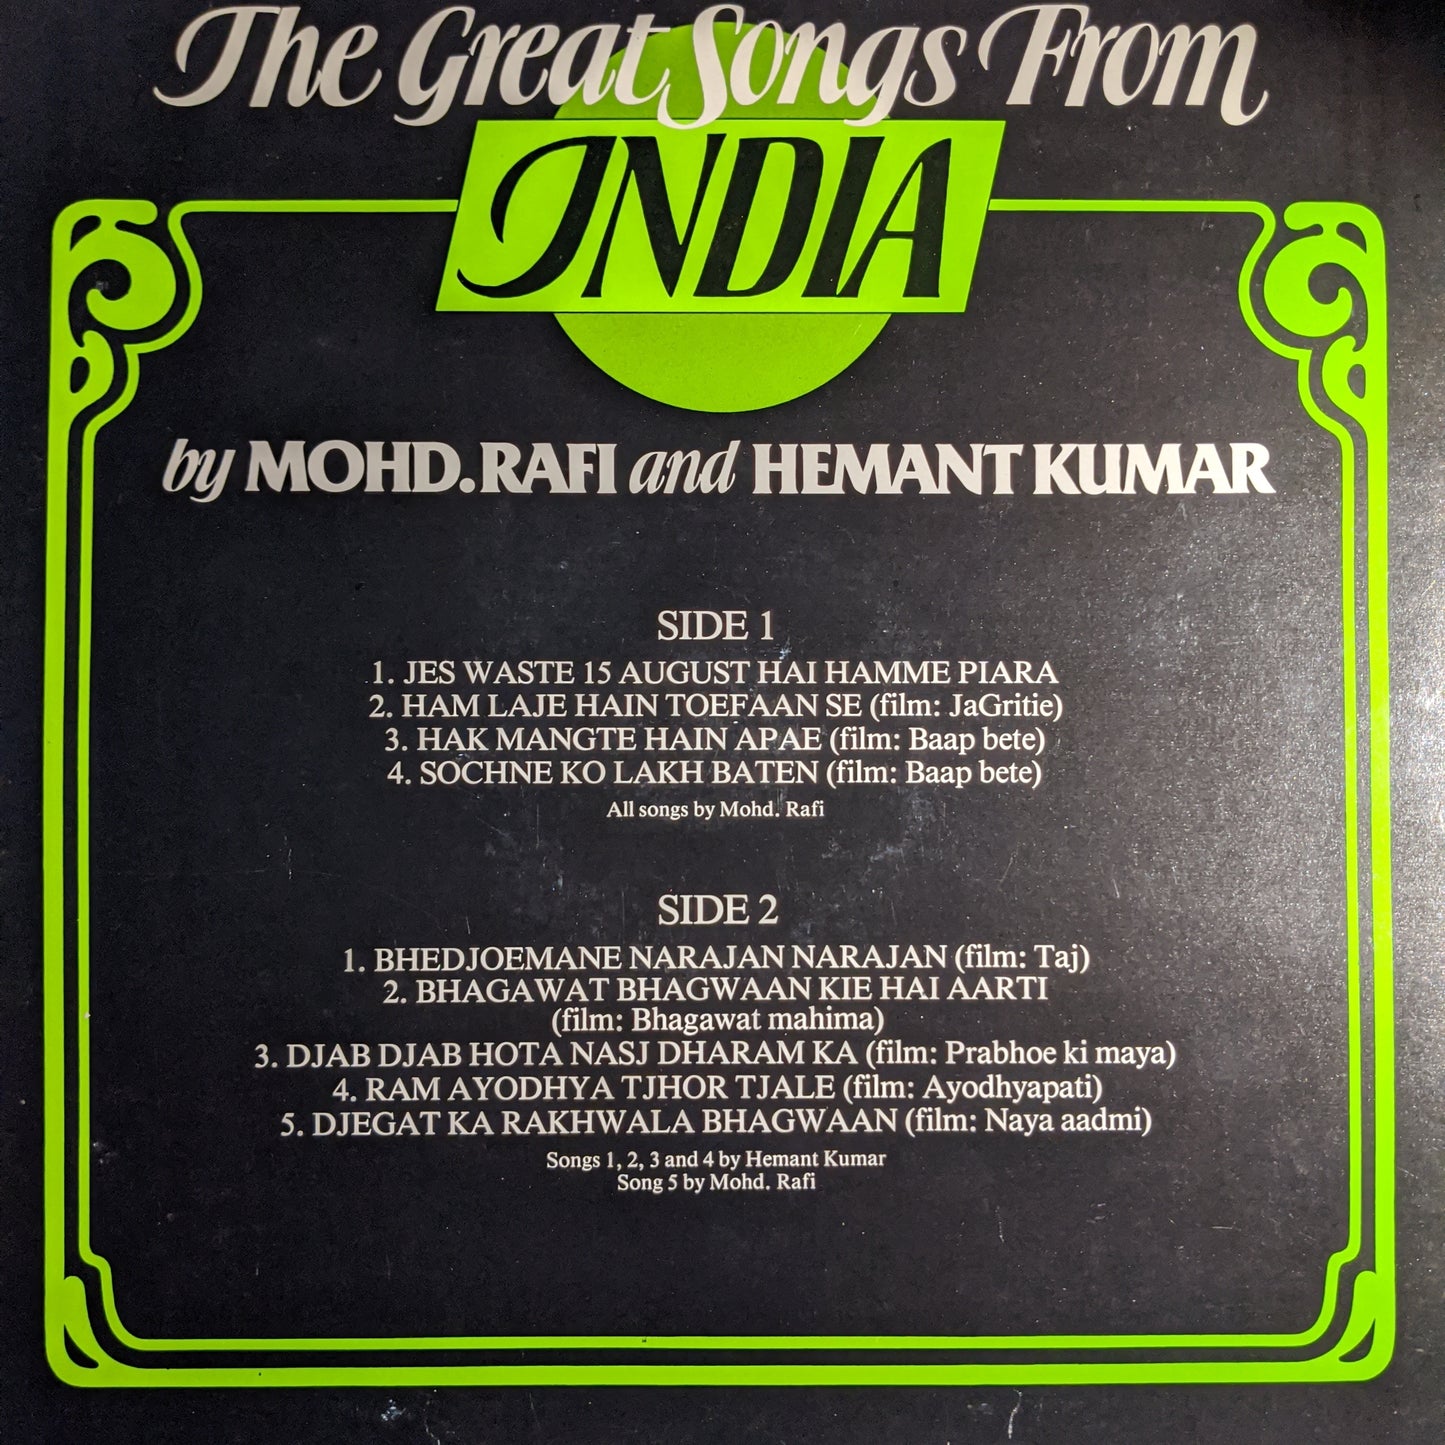 The Great Songs From
INDIA
by MOHD. RAFI and HEMANT KUMAR
SIDE 1
1. JES WASTE 15 AUGUST HAI HAMME PIARA
2. HAM LAJE HAIN TOEFAAN SE (film: JaGritie)
3. HAK MANGTE HAIN APAE (film: Baap bete)
4. SOCHNE KO LAKH BATEN (film: Baap bete)
All songs by Mohd. Rafi
SIDE 2
1. BHEDJOEMANE NARAJAN NARAJAN (film: Taj)
2. BHAGAWAT BHAGWAAN KIE HAI AARTI
(film: Bhagawat mahima)
3. DJAB DJAB HOTA NASJ DHARAM KA (film: Prabhoe ki maya)
4. RAM AYODHYA TJHOR TJALE (film: Ayodhyapati)
5. DJEGAT KA RAKHWALA BHAGWAAN (film: Naya aadmi)
Songs 1, 2, 3 and 4 by Hemant Kumar
Song 5 by Mohd. Rafi